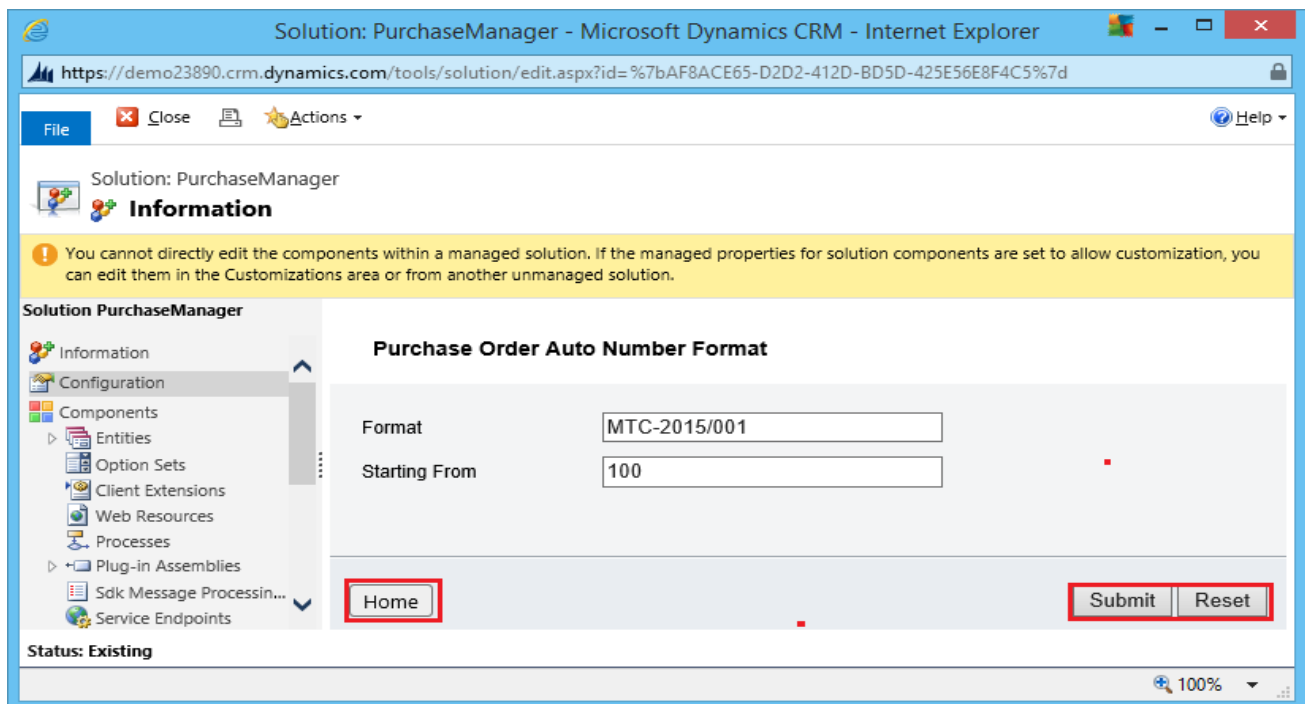 Solution: PurchaseManager - Microsoft Dynamics CRM - Internet Explorer
https://demo23890.crm.dynamics.com/tools/solution/edit.aspx?id=%7bAF8ACE65-D2D2-412D-BD5D-425E56E8F4C5%7d
File Close Actions Help
Solution: PurchaseManager
Information
You cannot directly edit the components within a managed solution. If the managed properties for solution components are set to allow customization, you
can edit them in the Customizations area or from another unmanaged solution.
Solution PurchaseManager
Information
Configuration
Components
Entities
Option Sets
Client Extensions
Web Resources
Processes
Plug-in Assemblies
Sdk Message Processin...
Service Endpoints
Purchase Order Auto Number Format
Format MTC-2015/001
Starting From 100
Home Submit Reset
Status: Existing
100%